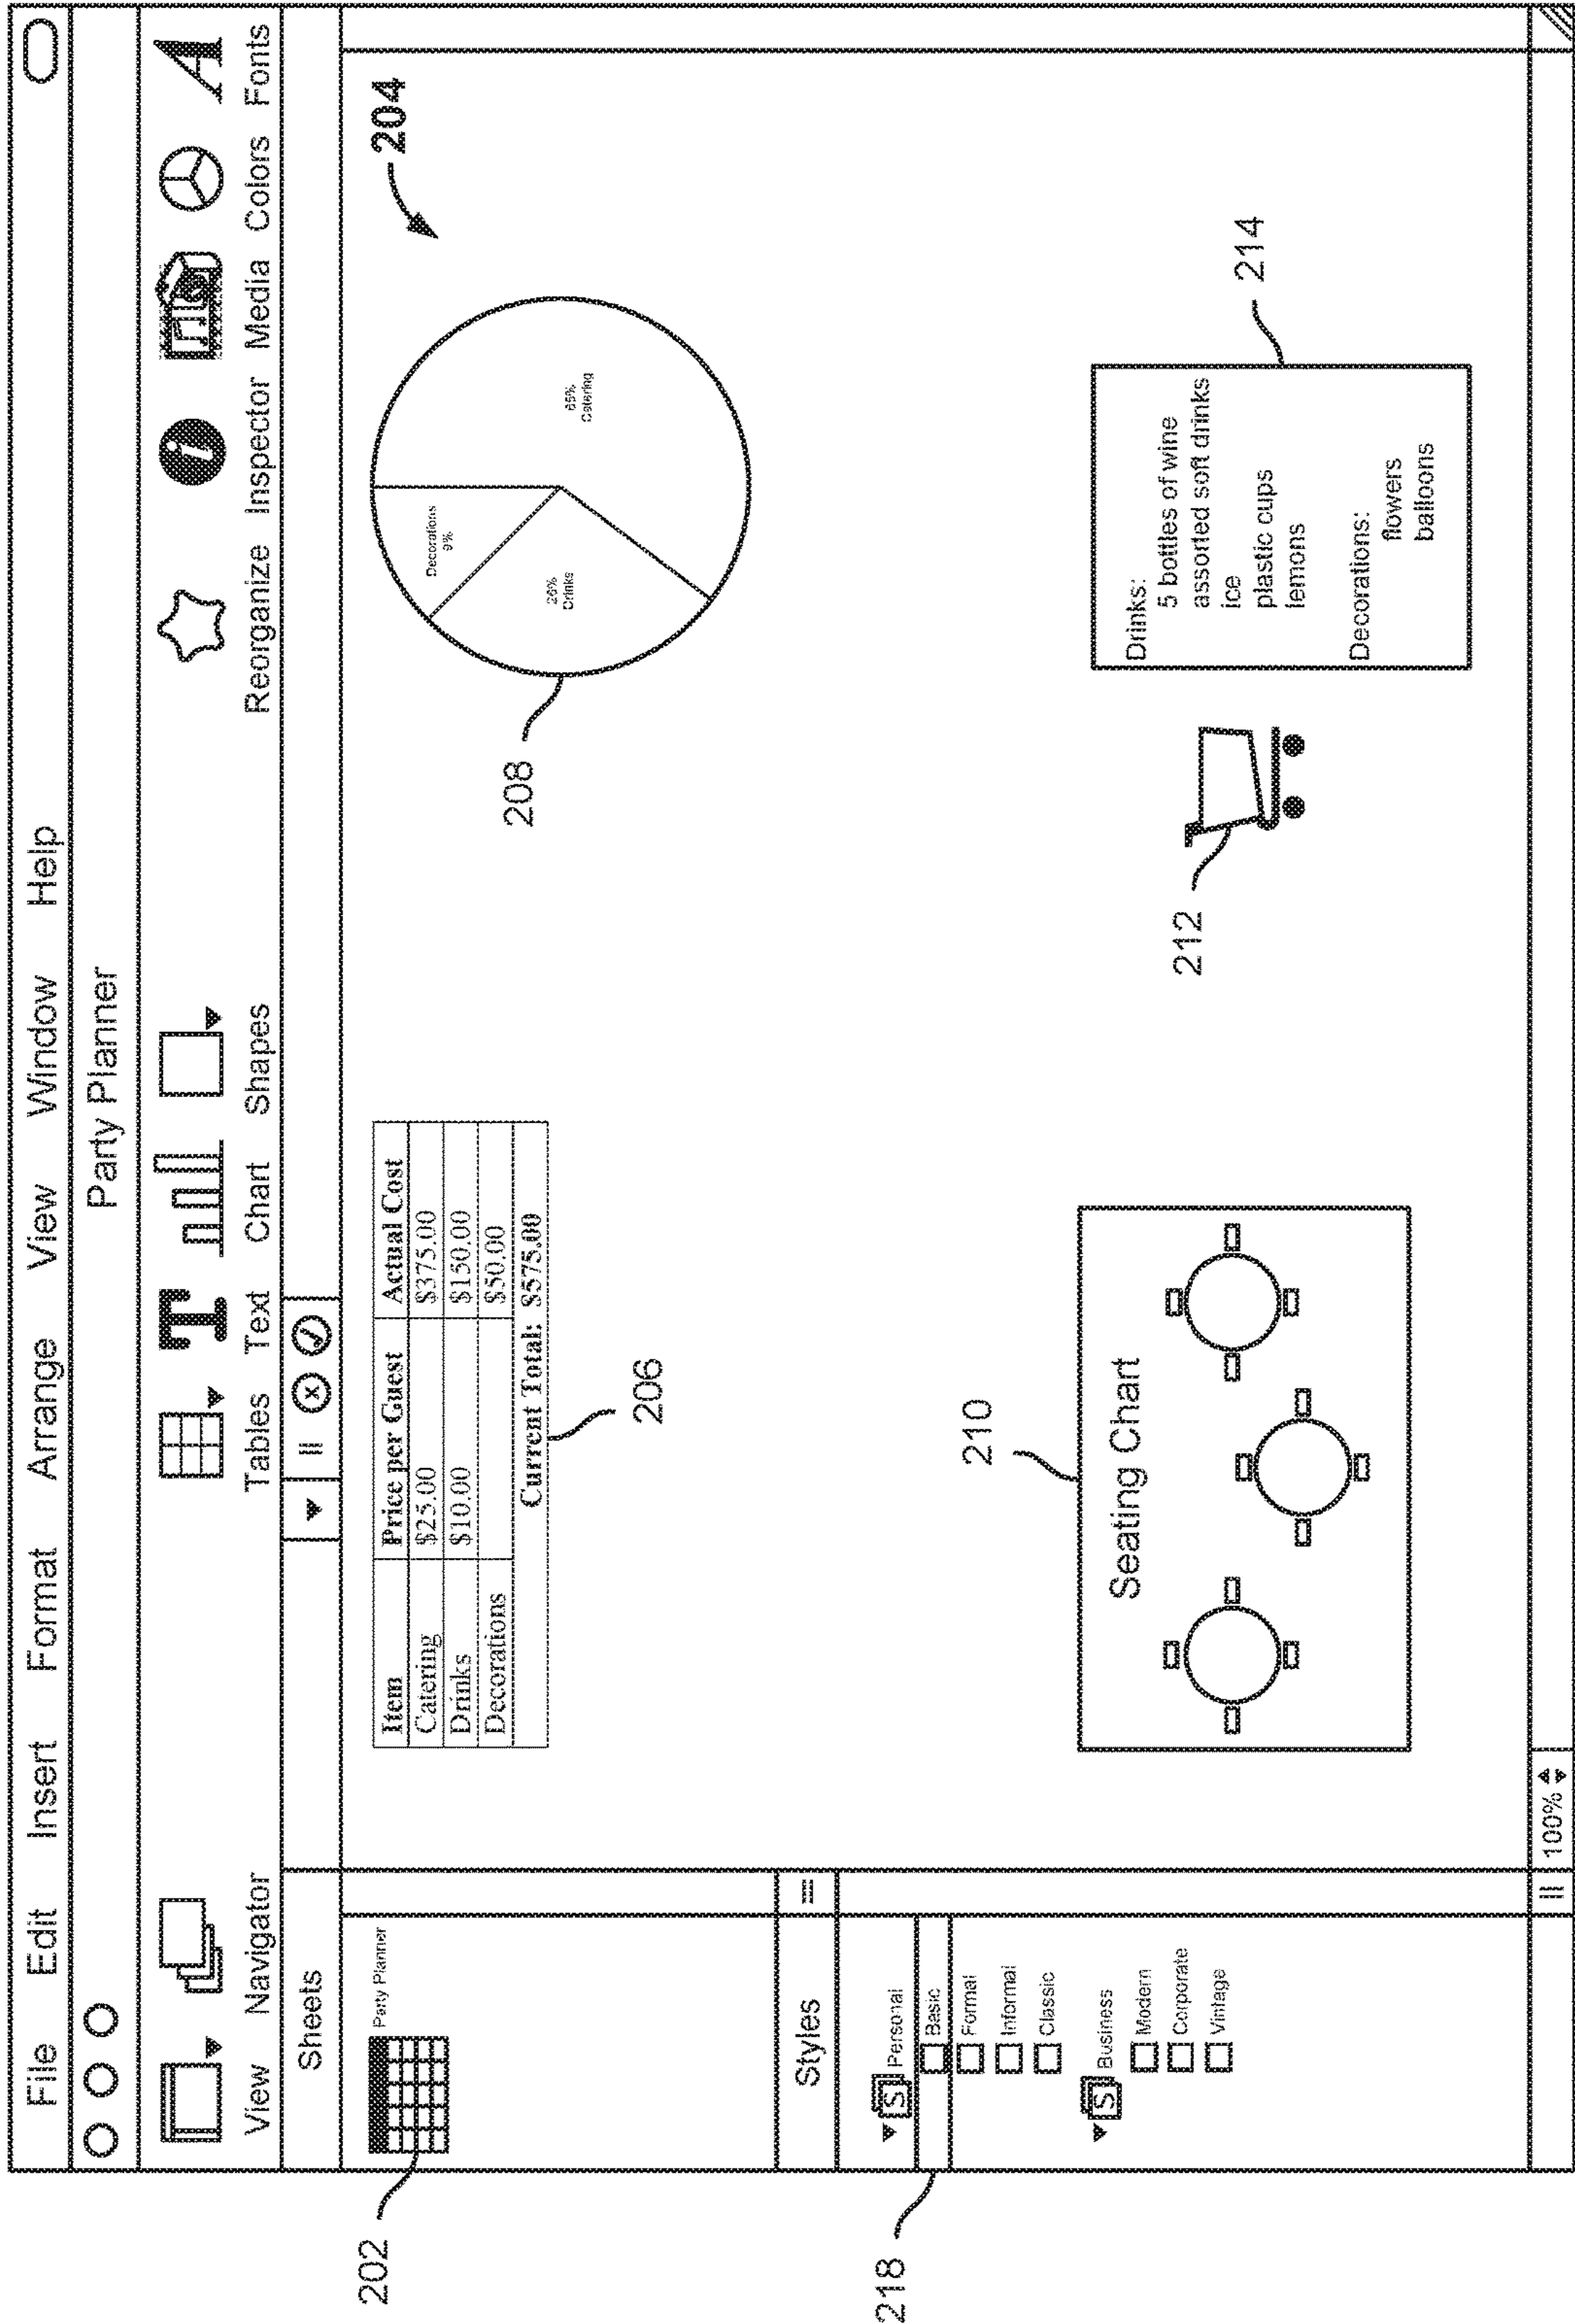 File Edit Insert Format Arrange View Window Help
Party Planner
View Navigator Tables Text Chart Shapes Reorganize Inspector Media Colors Fonts
Sheets
202
Party Planner
Styles
Personal
218
Basic
Formal
Informal
Classic
Business
Modern
Corporate
Vintage
204
Item Price per Guest Actual Cost
Catering $25.00 $375.00
Drinks $10.00 $150.00
Decorations $50.00
Current Total: $575.00
206
208
Decorations
9%
26%
Drinks
65%
Catering
210
Seating Chart
212
214
Drinks:
5 bottles of wine
assorted soft drinks
ice
plastic cups
lemons
Decorations:
flowers
balloons
100%